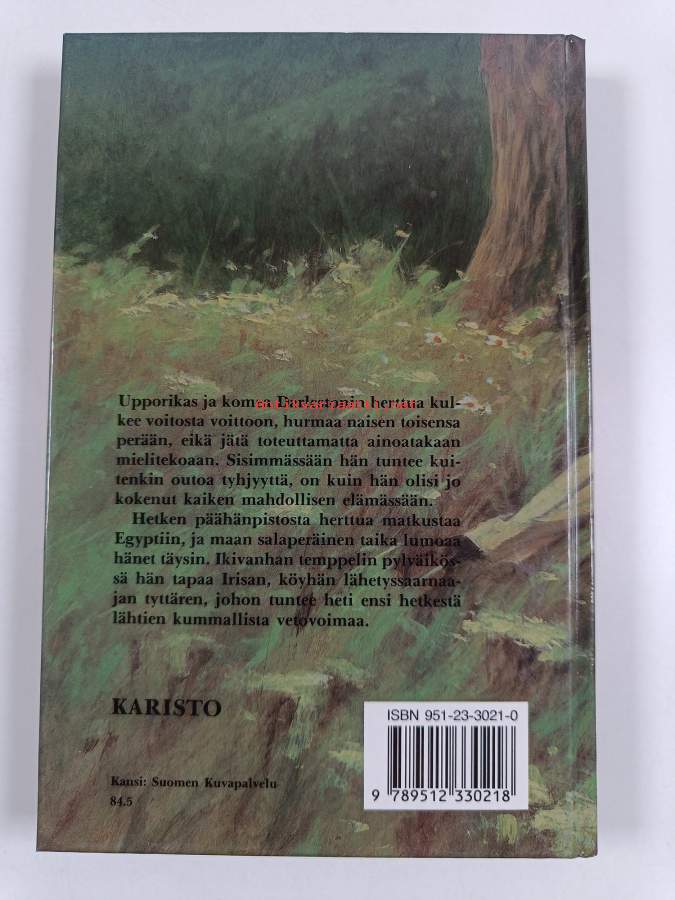 Upporikas ja komea Darlestonin herttua kul-
kee voitosta voittoon, hurmaa naisen toisensa
perään, eikä jätä toteuttamatta ainoatakaan
mielitekoaan. Sisimmässään hän tuntee kui-
tenkin outoa tyhjyyttä, on kuin hän olisi jo
kokenut kaiken mahdollisen elämässään.
Hetken päähänpistosta herttua matkustaa
Egyptiin, ja maan salaperäinen taika lumoaa
hänet täysin. Ikivanhan temppelin pylväikös-
sä hän tapaa Irisan, köyhän lähetyssaarnaa-
jan tyttären, johon tuntee heti ensi hetkestä
lähtien kummallista vetovoimaa.
KARISTO
ISBN 951-23-3021-0
9 789512 330218
Kansi: Suomen Kuvapalvelu
84.5